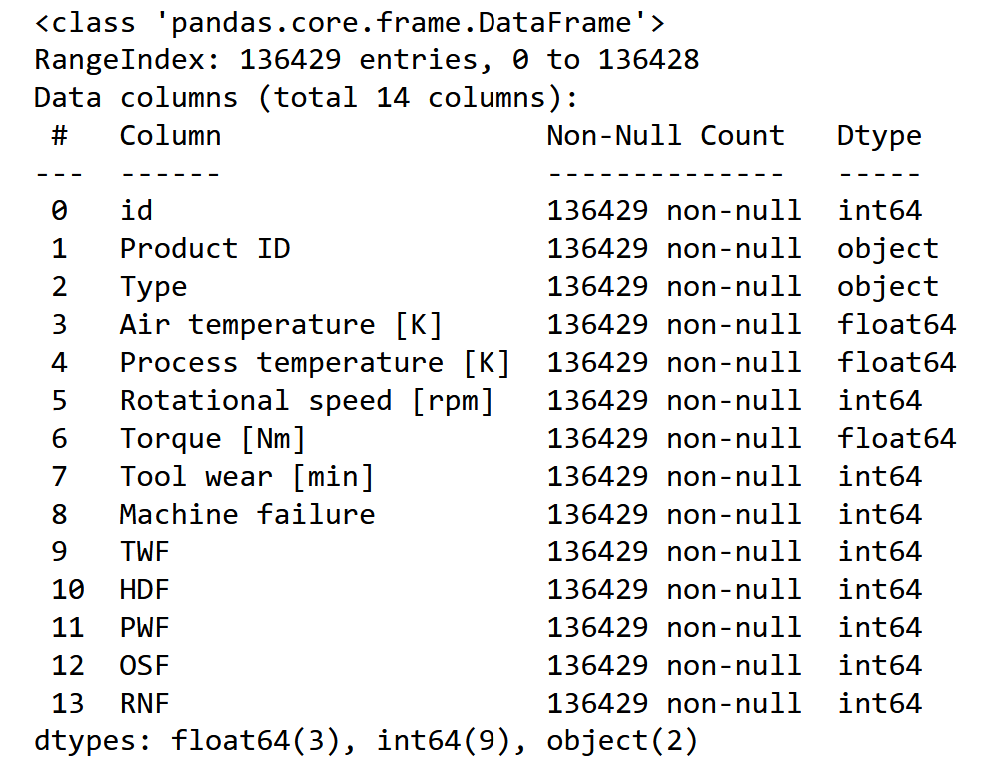 <class 'pandas.core.frame.DataFrame'>
RangeIndex: 136429 entries, 0 to 136428
Data columns (total 14 columns):
 #   Column                   Non-Null Count   Dtype
---  ------                   --------------   -----
 0   id                       136429 non-null  int64
 1   Product ID               136429 non-null  object
 2   Type                     136429 non-null  object
 3   Air temperature [K]      136429 non-null  float64
 4   Process temperature [K]  136429 non-null  float64
 5   Rotational speed [rpm]   136429 non-null  int64
 6   Torque [Nm]              136429 non-null  float64
 7   Tool wear [min]          136429 non-null  int64
 8   Machine failure          136429 non-null  int64
 9   TWF                      136429 non-null  int64
 10  HDF                      136429 non-null  int64
 11  PWF                      136429 non-null  int64
 12  OSF                      136429 non-null  int64
 13  RNF                      136429 non-null  int64
dtypes: float64(3), int64(9), object(2)